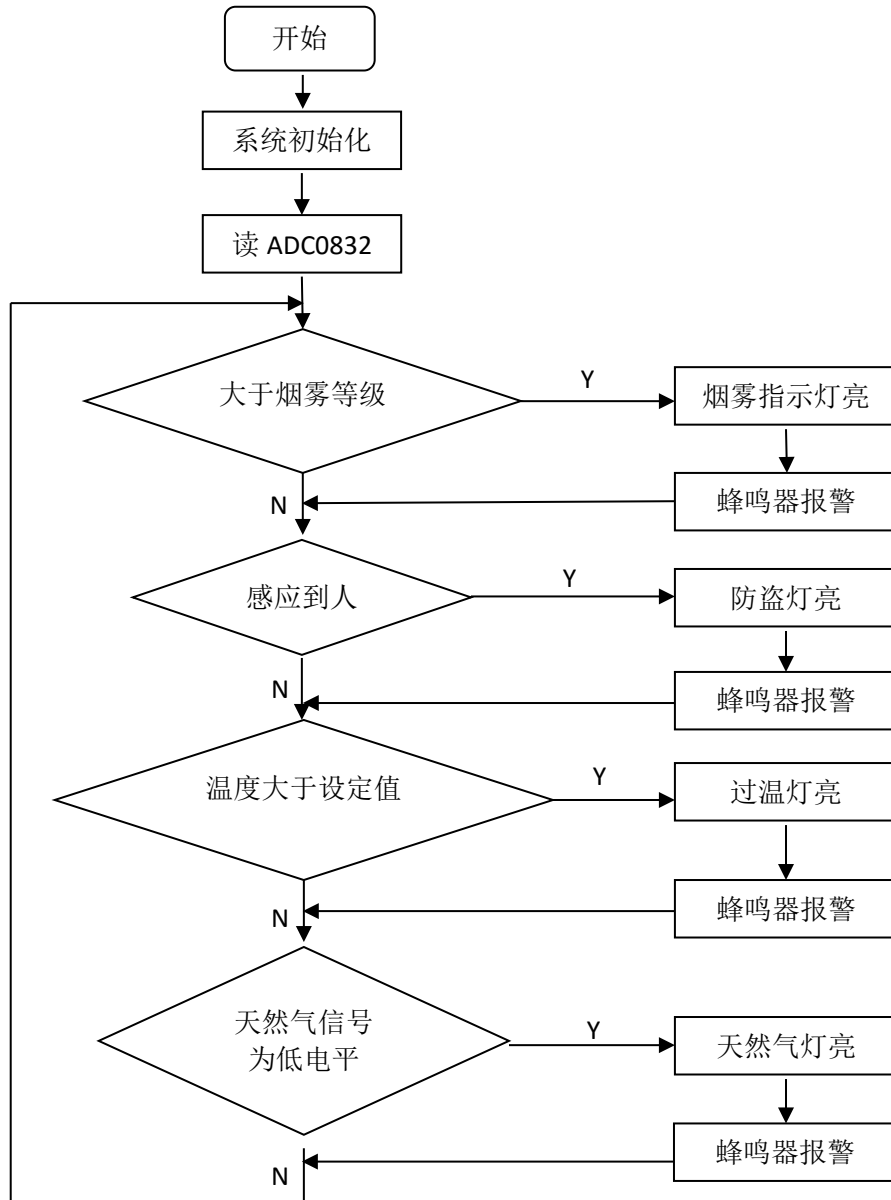 开始
系统初始化
读 ADC0832
大于烟雾等级
Y
烟雾指示灯亮
N
蜂鸣器报警
感应到人
Y
防盗灯亮
N
蜂鸣器报警
温度大于设定值
Y
过温灯亮
N
蜂鸣器报警
天然气信号
为低电平
Y
天然气灯亮
N
蜂鸣器报警